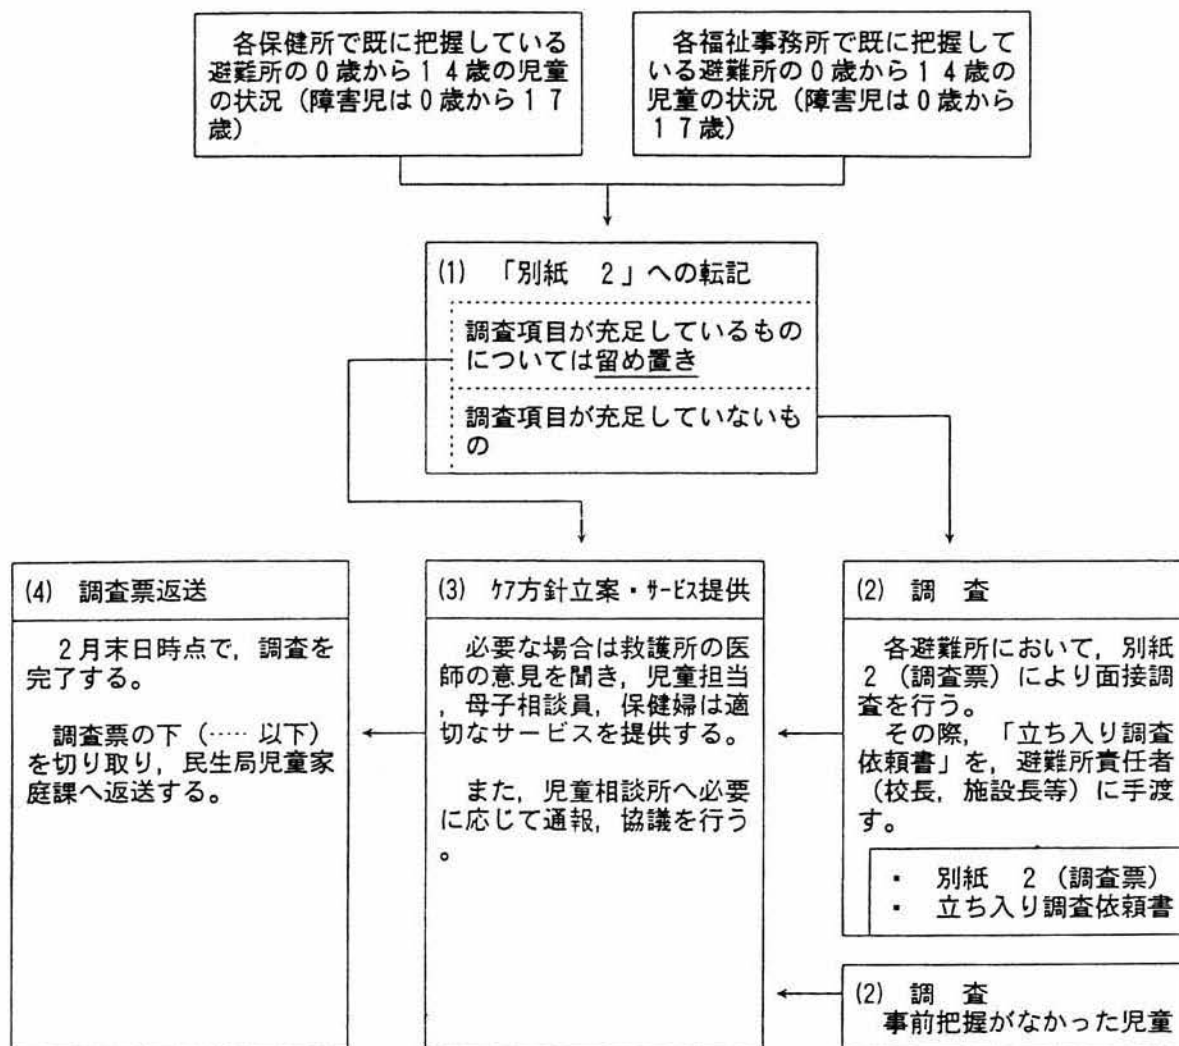 各保健所で既に把握している
避難所の0歳から14歳の児童
の状況（障害児は0歳から17
歳）
各福祉事務所で既に把握して
いる避難所の0歳から14歳の
児童の状況（障害児は0歳から
17歳）
(1) 「別紙 2」への転記
調査項目が充足しているもの
については留め置き
調査項目が充足していないも
の
(2) 調 査
各避難所において，別紙
2（調査票）により面接調
査を行う。
その際，「立ち入り調査
依頼書」を，避難所責任者
（校長，施設長等）に手渡
す。
・ 別紙 2（調査票）
・ 立ち入り調査依頼書
(2) 調 査
事前把握がなかった児童
(3) ｹｱ方針立案・ｻｰﾋﾞｽ提供
必要な場合は救護所の医
師の意見を聞き，児童担当
，母子相談員，保健婦は適
切なサービスを提供する。
また，児童相談所へ必要
に応じて通報，協議を行う
。
(4) 調査票返送
2月末日時点で，調査を
完了する。
調査票の下（‥‥ 以下）
を切り取り，民生局児童家
庭課へ返送する。